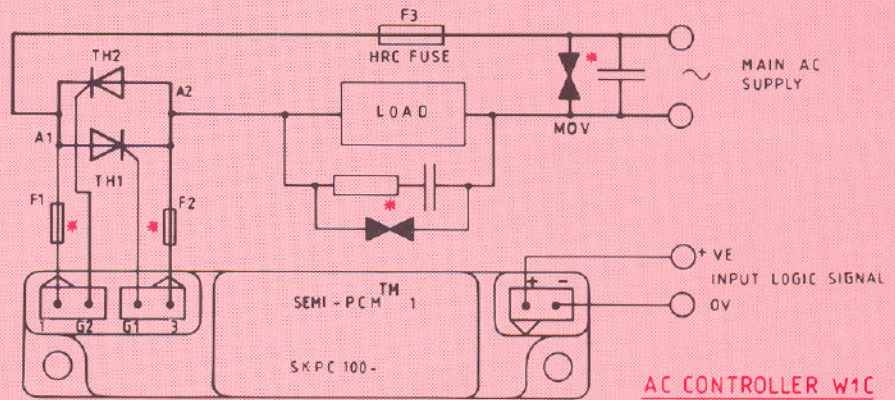 F3
HRC FUSE
TH2
A2
*
~
MAIN AC
SUPPLY
LOAD
MOV
A1
TH1
F1
*
*
F2
*
+ VE
INPUT LOGIC SIGNAL
0V
+ -
SEMI-PCM TM 1
1 G2 G1 3
SKPC 100-
AC CONTROLLER W1C